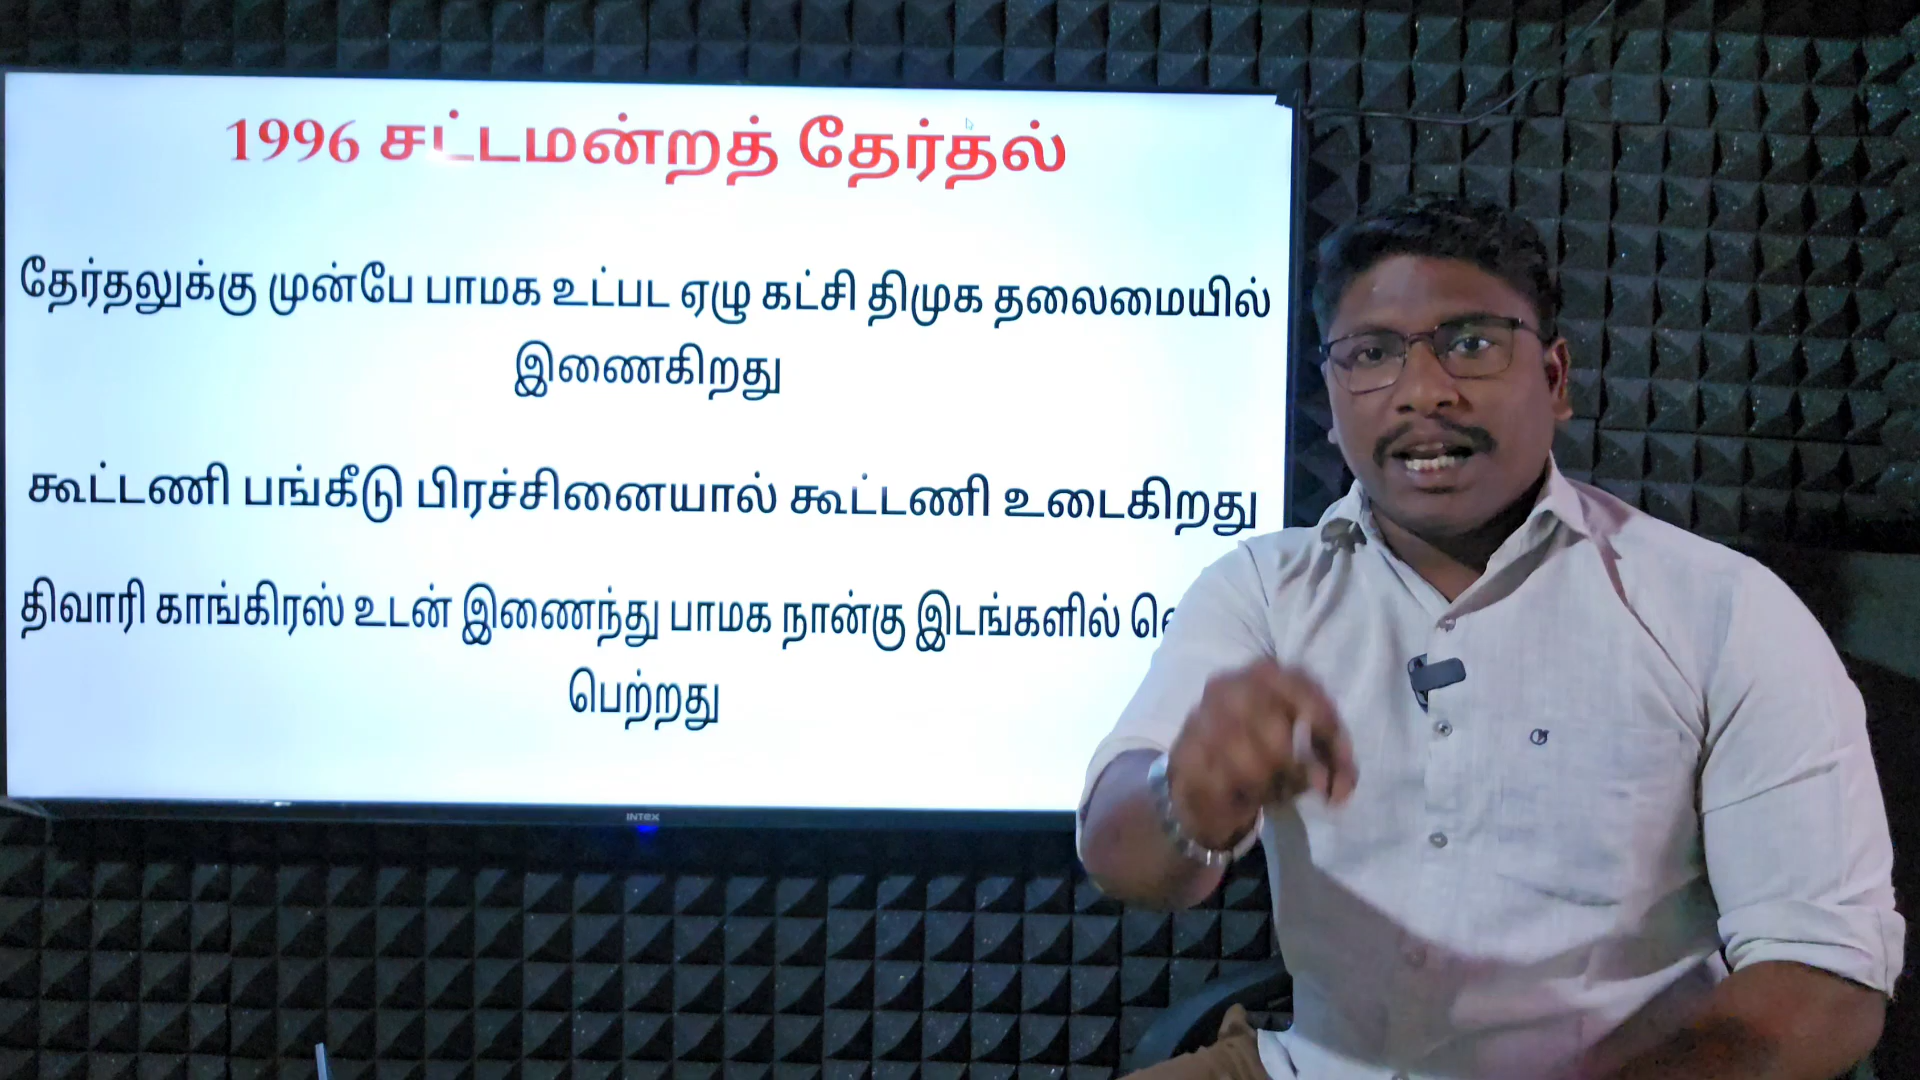 1996 சட்டமன்றத் தேர்தல்
தேர்தலுக்கு முன்பே பாமக உட்பட ஏழு கட்சி திமுக தலைமையில்
இணைகிறது
கூட்டணி பங்கீடு பிரச்சினையால் கூட்டணி உடைகிறது
திவாரி காங்கிரஸ் உடன் இணைந்து பாமக நான்கு இடங்களில்
பெற்றது
INTEX